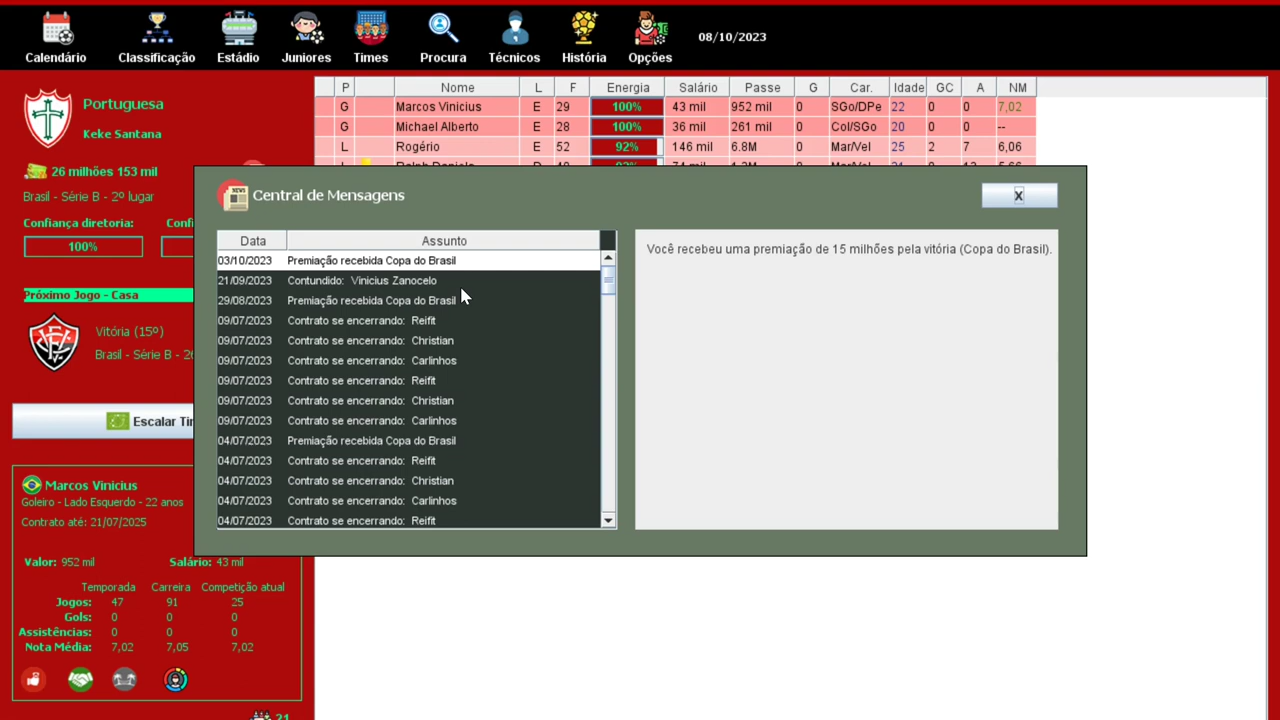 Calendário Classificação Estádio Juniores Times Procura Técnicos História Opções 08/10/2023
Portuguesa
Keke Santana
26 milhões 153 mil
Brasil - Série B - 2º lugar
Confiança diretoria: Confi
100%
Próximo Jogo - Casa
Vitória (15º)
Brasil - Série B - 26
Escalar Tim
Marcos Vinicius
Goleiro - Lado Esquerdo - 22 anos
Contrato até: 21/07/2025
Valor: 952 mil Salário: 43 mil
Temporada Carreira Competição atual
Jogos: 47 91 25
Gols: 0 0 0
Assistências: 0 0 0
Nota Média: 7,02 7,05 7,02
21
P Nome L F Energia Salário Passe G Car. Idade GC A NM
G Marcos Vinicius E 29 100% 43 mil 952 mil 0 SGo/DPe 22 0 0 7,02
G Michael Alberto E 28 100% 36 mil 261 mil 0 Col/SGo 20 0 0 --
L Rogério E 52 92% 146 mil 6.8M 0 Mar/Vel 25 2 7 6,06
Central de Mensagens X
NEWS
Data Assunto
03/10/2023 Premiação recebida Copa do Brasil
21/09/2023 Contundido: Vinicius Zanocelo
29/08/2023 Premiação recebida Copa do Brasil
09/07/2023 Contrato se encerrando: Reifit
09/07/2023 Contrato se encerrando: Christian
09/07/2023 Contrato se encerrando: Carlinhos
09/07/2023 Contrato se encerrando: Reifit
09/07/2023 Contrato se encerrando: Christian
09/07/2023 Contrato se encerrando: Carlinhos
04/07/2023 Premiação recebida Copa do Brasil
04/07/2023 Contrato se encerrando: Reifit
04/07/2023 Contrato se encerrando: Christian
04/07/2023 Contrato se encerrando: Carlinhos
04/07/2023 Contrato se encerrando: Reifit
Você recebeu uma premiação de 15 milhões pela vitória (Copa do Brasil).